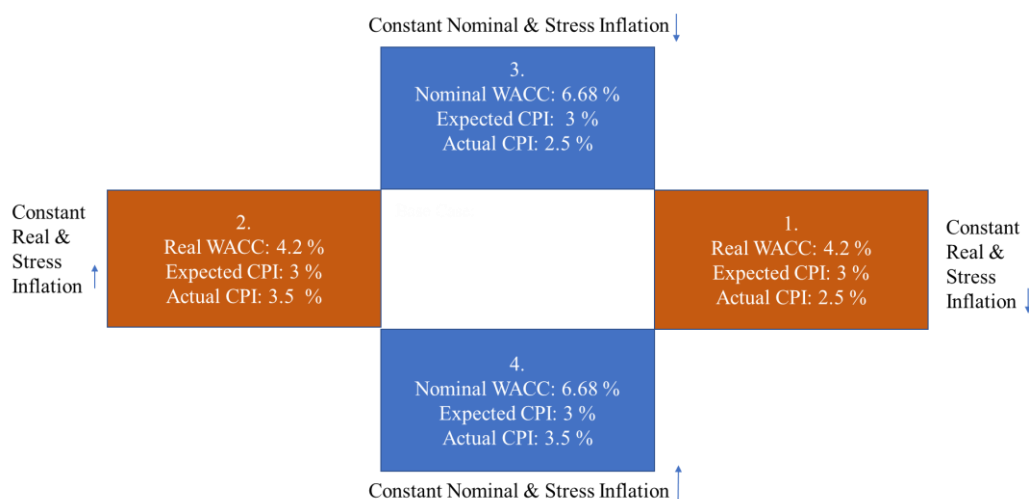 Constant Nominal & Stress Inflation
3.
Nominal WACC: 6.68 %
Expected CPI:  3 %
Actual CPI: 2.5 %
Constant
Real &
Stress
Inflation
2.
Real WACC: 4.2 %
Expected CPI: 3 %
Actual CPI: 3.5  %
1.
Real WACC: 4.2 %
Expected CPI: 3 %
Actual CPI: 2.5 %
Constant
Real &
Stress
Inflation
4.
Nominal WACC: 6.68 %
Expected CPI: 3 %
Actual CPI: 3.5 %
Constant Nominal & Stress Inflation